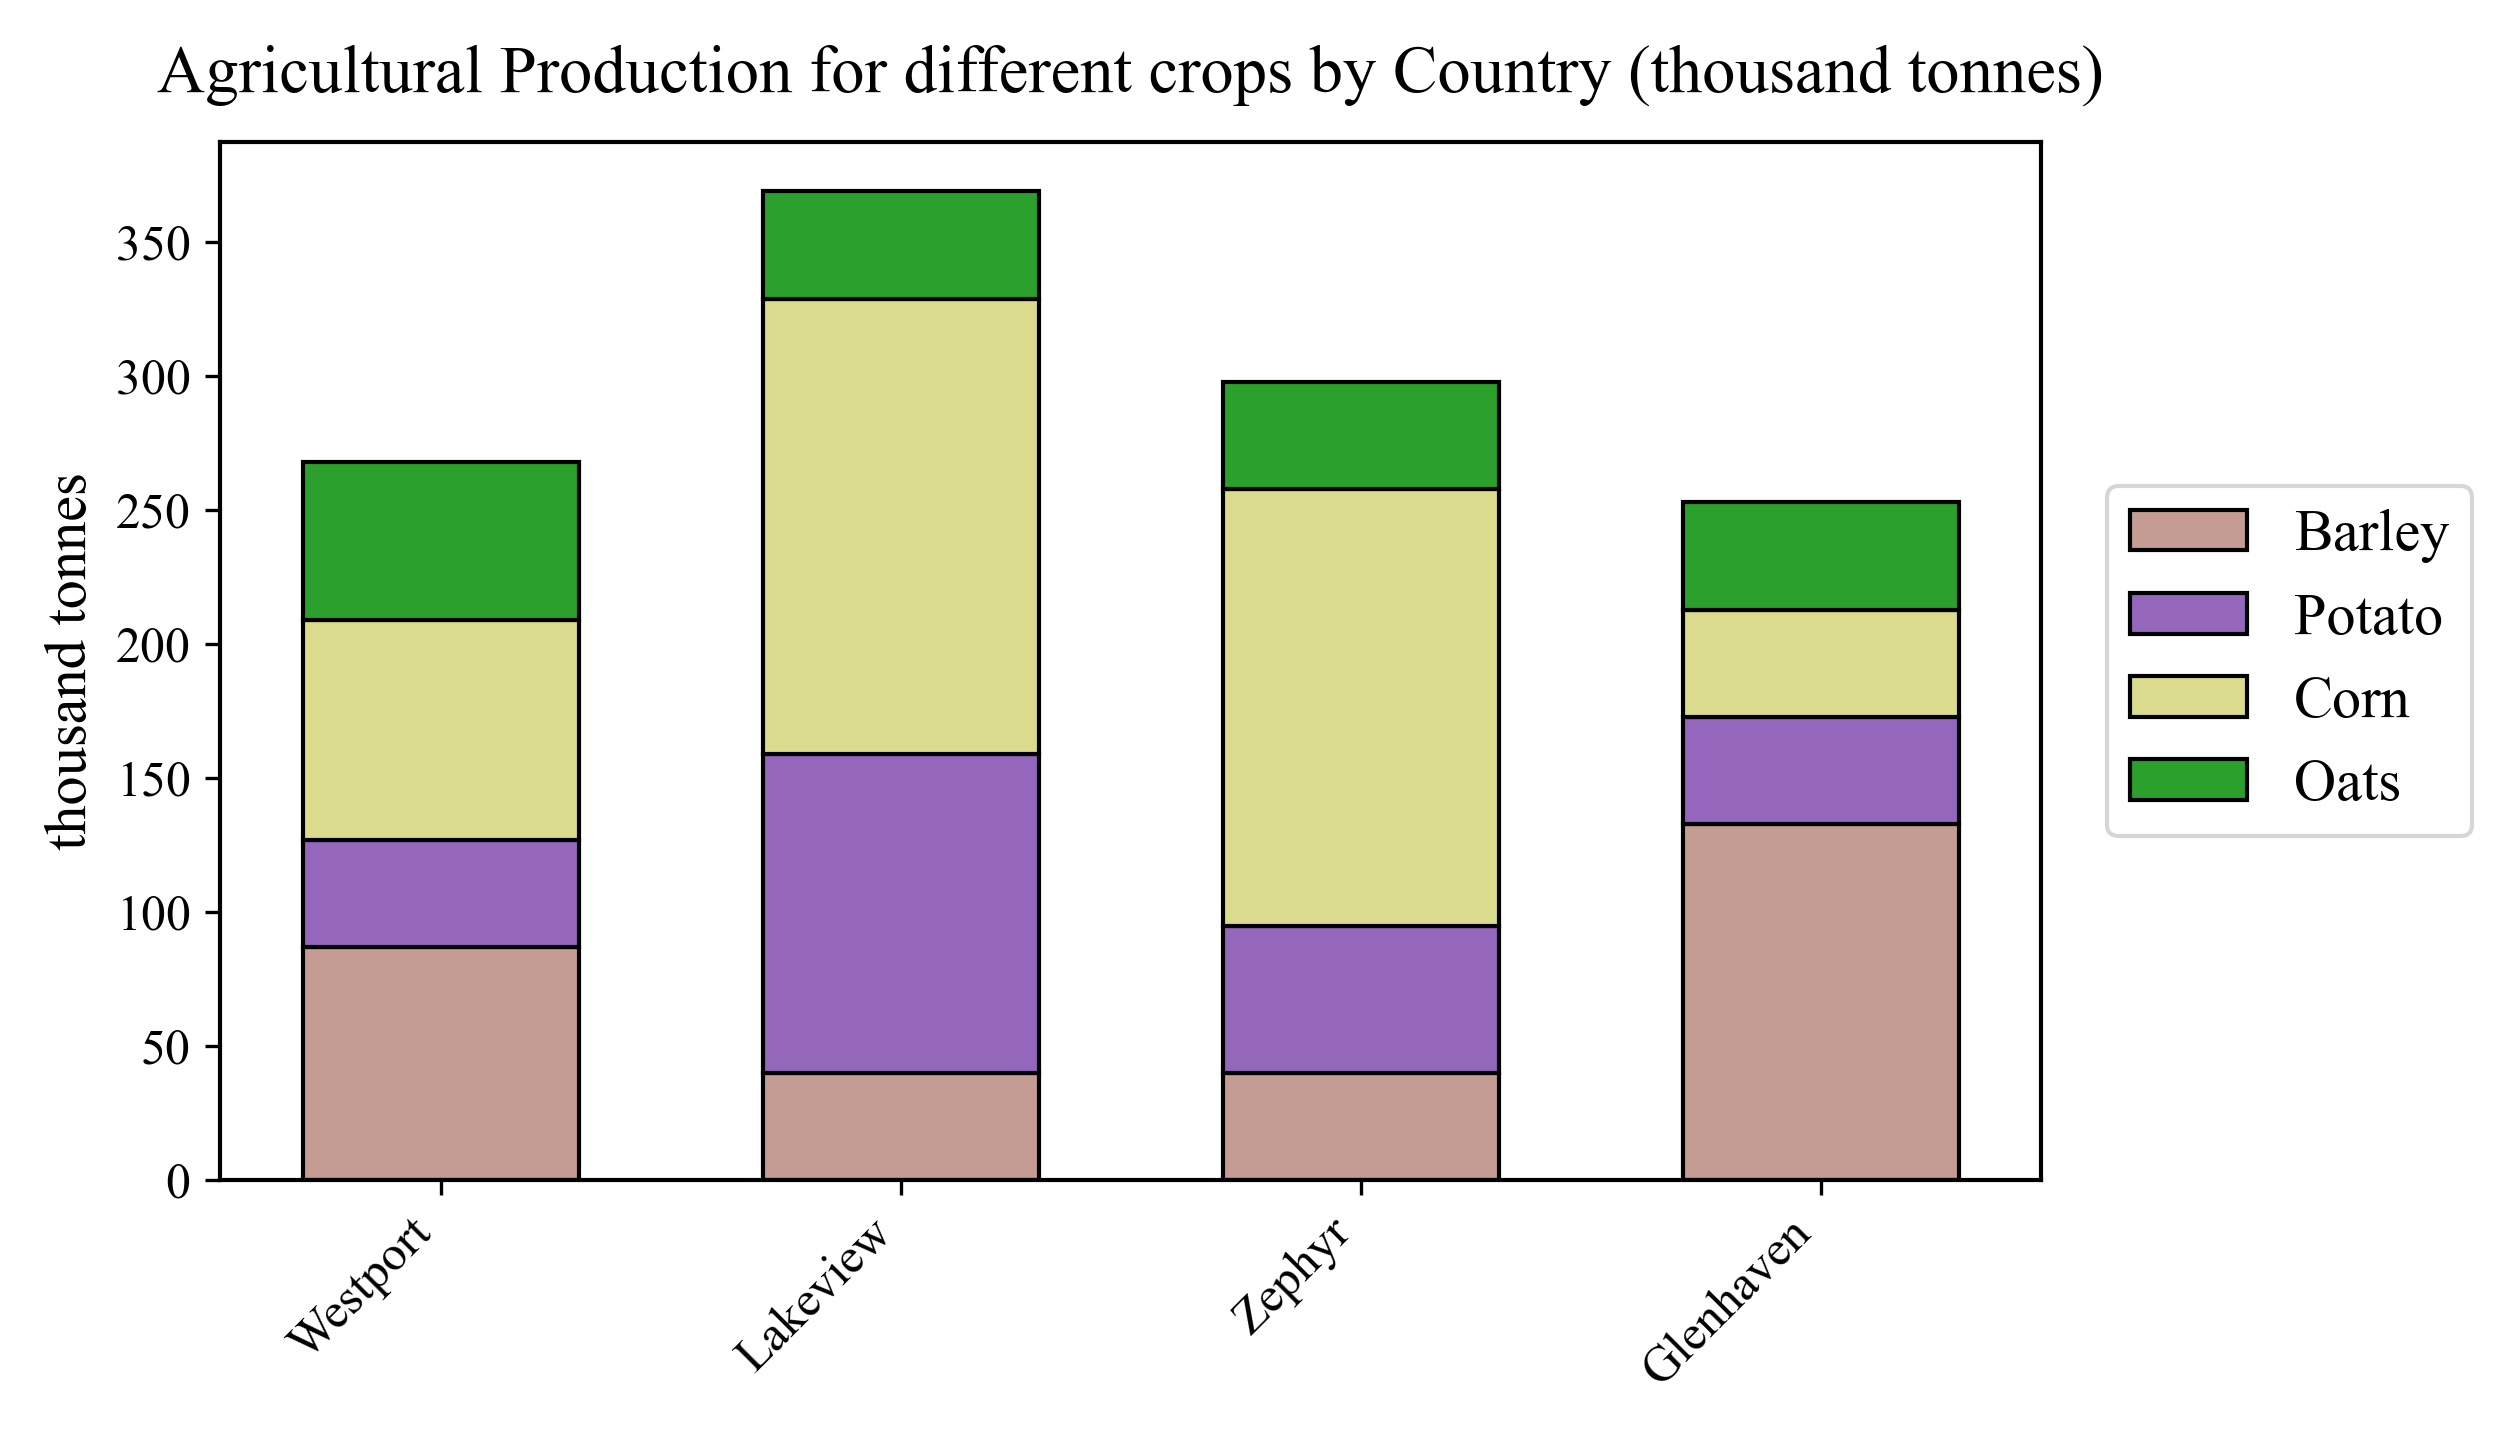 Agricultural Production for different crops by Country (thousand tonnes)
thousand tonnes
350
300
250
200
150
100
50
0
Westport
Lakeview
Zephyr
Glenhaven
Barley
Potato
Corn
Oats